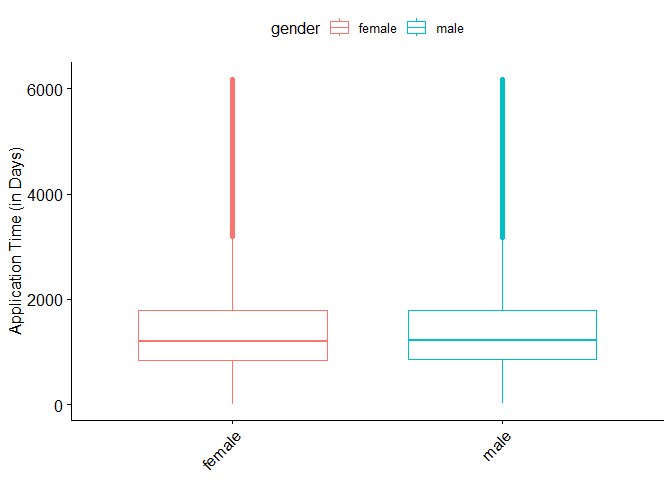 gender female male
6000
4000
2000
0
Application Time (in Days)
female
male